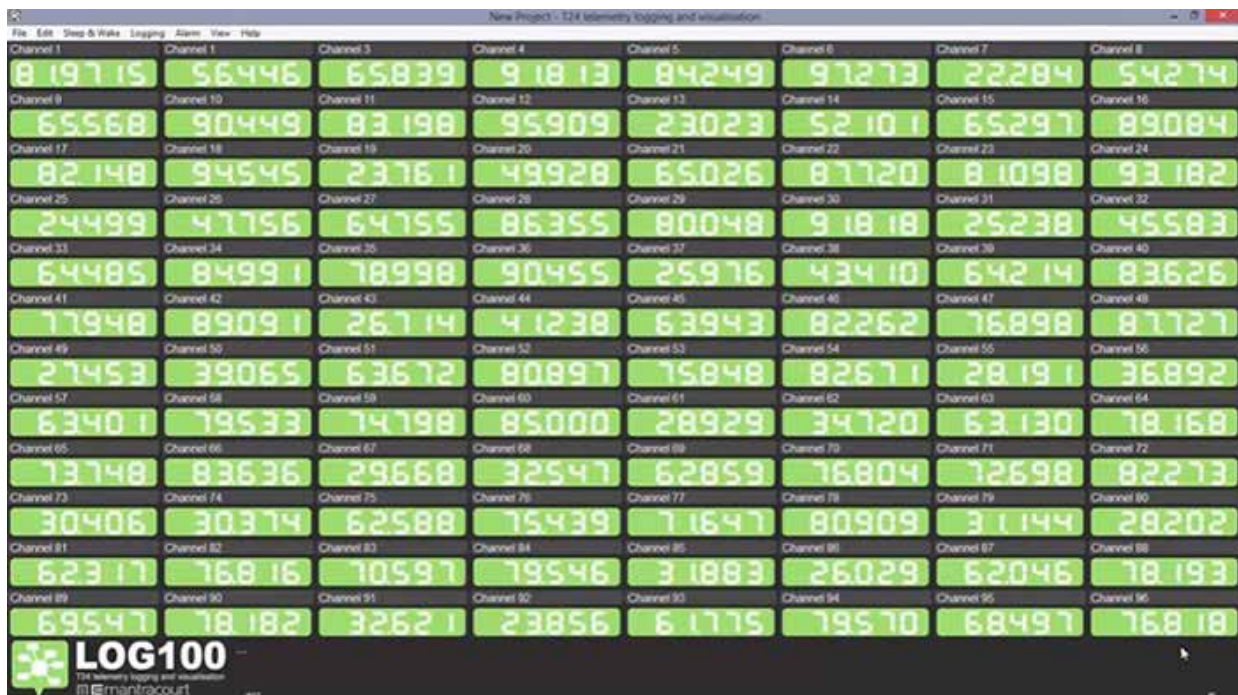 New Project - T24 telemetry logging and visualisation
File Edit Sleep & Wake Logging Alarm View Help
Channel 1 Channel 1 Channel 3 Channel 4 Channel 5 Channel 6 Channel 7 Channel 8
819715 56.446 65.839 91.813 84.249 97.273 22.284 54.274
Channel 9 Channel 10 Channel 11 Channel 12 Channel 13 Channel 14 Channel 15 Channel 16
65.568 90.449 83.198 95.909 23.023 52.101 65.297 89.084
Channel 17 Channel 18 Channel 19 Channel 20 Channel 21 Channel 22 Channel 23 Channel 24
82.148 94.545 23.761 49.928 65.026 87.720 81.098 93.182
Channel 25 Channel 26 Channel 27 Channel 28 Channel 29 Channel 30 Channel 31 Channel 32
24.499 47.756 64.755 86.355 80.048 91.818 25.238 45.583
Channel 33 Channel 34 Channel 35 Channel 36 Channel 37 Channel 38 Channel 39 Channel 40
64.485 84.991 78.998 90.455 25.976 43.410 64.214 83.626
Channel 41 Channel 42 Channel 43 Channel 44 Channel 45 Channel 46 Channel 47 Channel 48
77.948 89.091 26.714 41.238 63.943 82.262 76.898 87.727
Channel 49 Channel 50 Channel 51 Channel 52 Channel 53 Channel 54 Channel 55 Channel 56
27.453 39.065 63.672 80.897 75.848 82.671 28.191 36.892
Channel 57 Channel 58 Channel 59 Channel 60 Channel 61 Channel 62 Channel 63 Channel 64
63.401 79.533 74.798 85.000 28.929 34.720 63.130 78.168
Channel 65 Channel 66 Channel 67 Channel 68 Channel 69 Channel 70 Channel 71 Channel 72
73.748 83.636 29.668 32.547 62.859 76.804 72.698 82.273
Channel 73 Channel 74 Channel 75 Channel 76 Channel 77 Channel 78 Channel 79 Channel 80
30.406 30.374 62.588 75.439 71.647 80.909 31.144 28.202
Channel 81 Channel 82 Channel 83 Channel 84 Channel 85 Channel 86 Channel 87 Channel 88
62.317 76.816 70.597 79.546 31.883 26.029 62.046 78.193
Channel 89 Channel 90 Channel 91 Channel 92 Channel 93 Channel 94 Channel 95 Channel 96
69.547 78.182 32.621 23.856 61.775 79.570 68.497 76.818
LOG100
T24 telemetry logging and visualisation
mantracourt